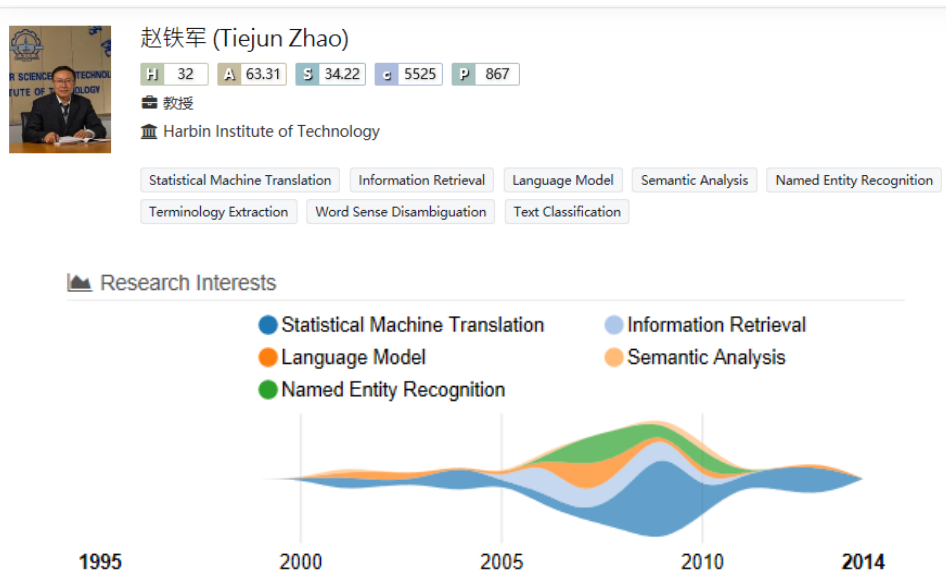 赵铁军 (Tiejun Zhao)
H 32 A 63.31 S 34.22 c 5525 P 867
教授
Harbin Institute of Technology
Statistical Machine Translation Information Retrieval Language Model Semantic Analysis Named Entity Recognition
Terminology Extraction Word Sense Disambiguation Text Classification
Research Interests
Statistical Machine Translation Information Retrieval
Language Model Semantic Analysis
Named Entity Recognition
1995 2000 2005 2010 2014